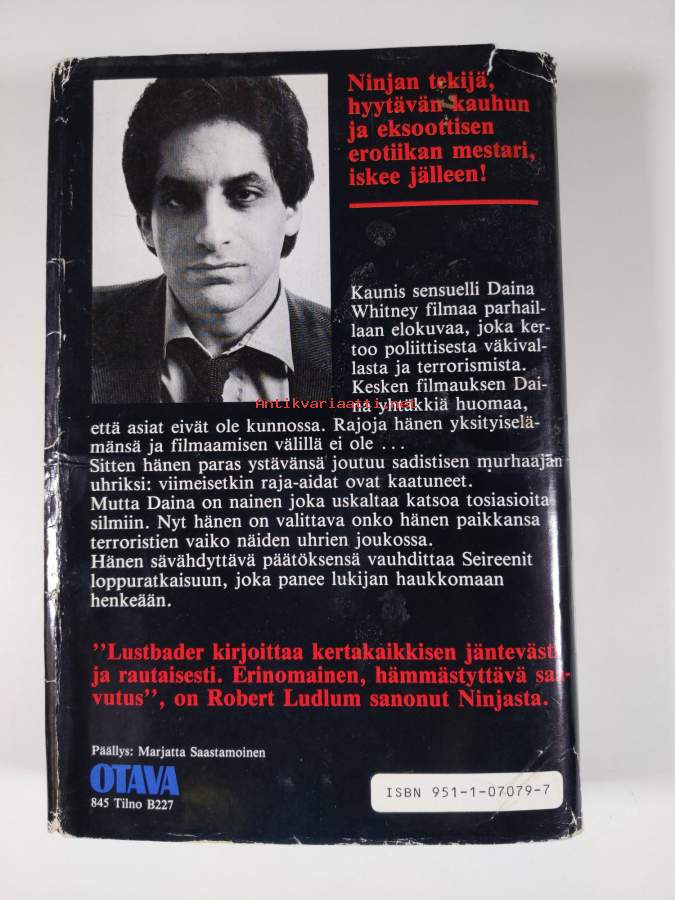 Ninjan tekijä,
hyytävän kauhun
ja eksoottisen
erotiikan mestari,
iskee jälleen!
Kaunis sensuelli Daina
Whitney filmaa parhail-
laan elokuvaa, joka ker-
too poliittisesta väkival-
lasta ja terrorismista.
Kesken filmauksen Dai-
Antikvariaatti.net
na yhtäkkiä huomaa,
että asiat eivät ole kunnossa. Rajoja hänen yksityiselä-
mänsä ja filmaamisen välillä ei ole ...
Sitten hänen paras ystävänsä joutuu sadistisen murhaajan
uhriksi: viimeisetkin raja-aidat ovat kaatuneet.
Mutta Daina on nainen joka uskaltaa katsoa tosiasioita
silmiin. Nyt hänen on valittava onko hänen paikkansa
terroristien vaiko näiden uhrien joukossa.
Hänen sävähdyttävä päätöksensä vauhdittaa Seireenit
loppuratkaisuun, joka panee lukijan haukkomaan
henkeään.
"Lustbader kirjoittaa kertakaikkisen jäntevästi
ja rautaisesti. Erinomainen, hämmästyttävä saa-
vutus", on Robert Ludlum sanonut Ninjasta.
Päällys: Marjatta Saastamoinen
OTAVA
845 Tilno B227
ISBN 951-1-07079-7